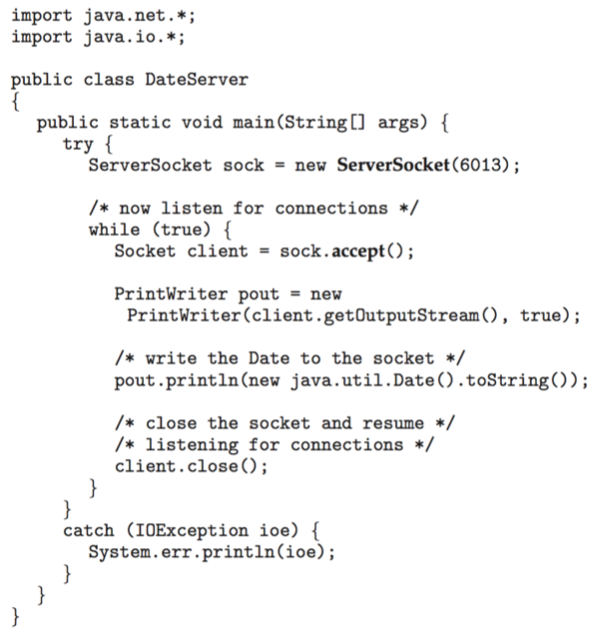 import java.net.*;
import java.io.*;

public class DateServer
{
   public static void main(String[] args) {
      try {
         ServerSocket sock = new ServerSocket(6013);

         /* now listen for connections */
         while (true) {
            Socket client = sock.accept();

            PrintWriter pout = new
             PrintWriter(client.getOutputStream(), true);

            /* write the Date to the socket */
            pout.println(new java.util.Date().toString());

            /* close the socket and resume */
            /* listening for connections */
            client.close();
         }
      }
      catch (IOException ioe) {
         System.err.println(ioe);
      }
   }
}